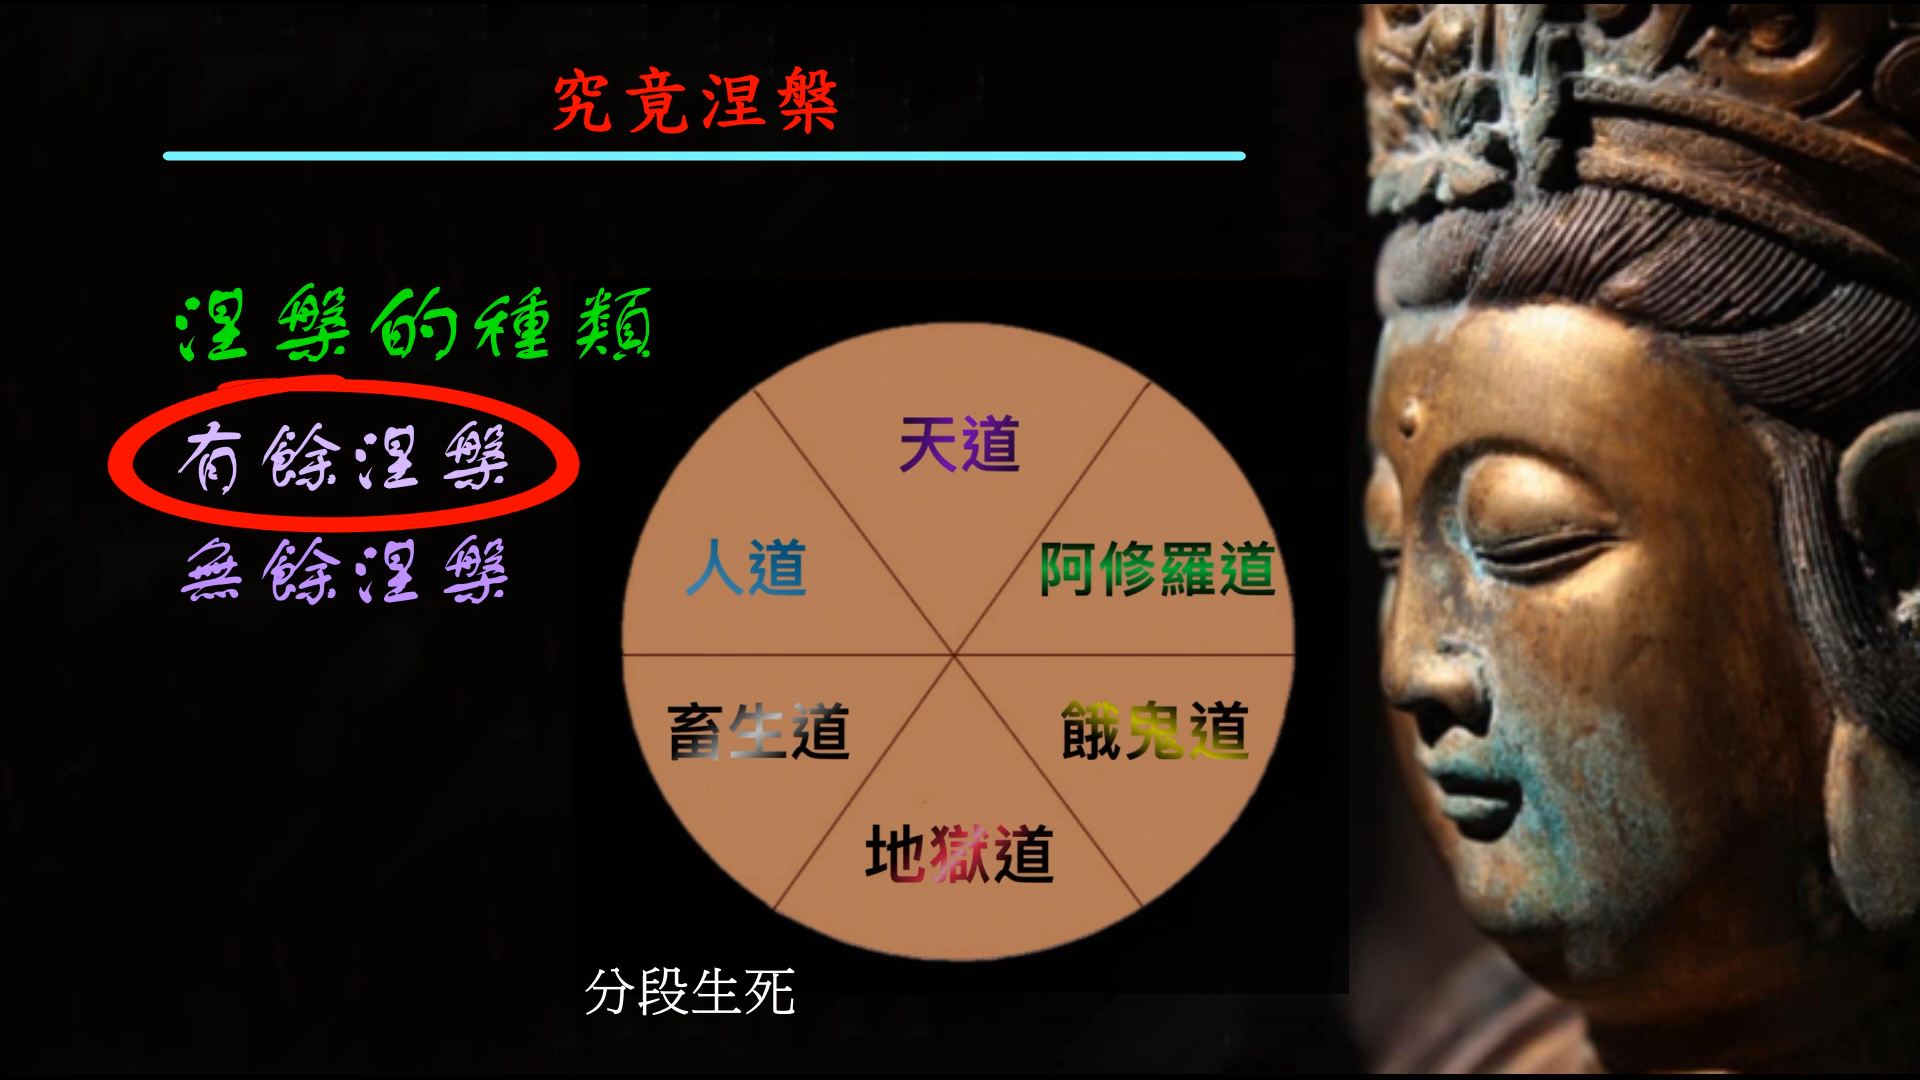 究竟涅槃
涅槃的種類
有餘涅槃
無餘涅槃
天道
人道
阿修羅道
畜生道
餓鬼道
地獄道
分段生死